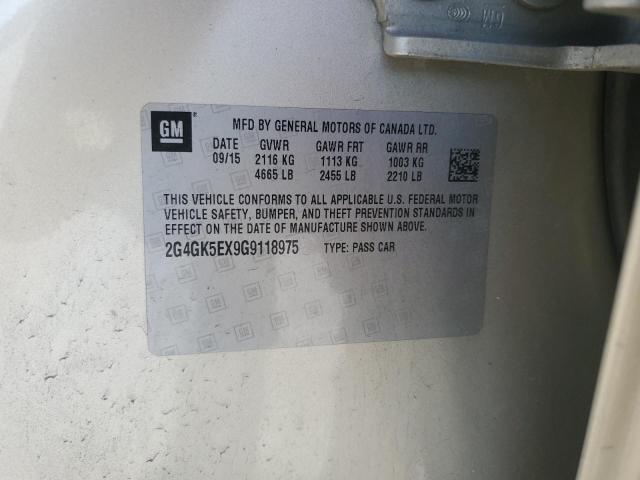 GM
MFD BY GENERAL MOTORS OF CANADA LTD.
DATE GVWR GAWR FRT GAWR RR
09/15 2116 KG 1113 KG 1003 KG
4665 LB 2455 LB 2210 LB
THIS VEHICLE CONFORMS TO ALL APPLICABLE U.S. FEDERAL MOTOR
VEHICLE SAFETY, BUMPER, AND THEFT PREVENTION STANDARDS IN
EFFECT ON THE DATE OF MANUFACTURE SHOWN ABOVE.
2G4GK5EX9G9118975 TYPE: PASS CAR